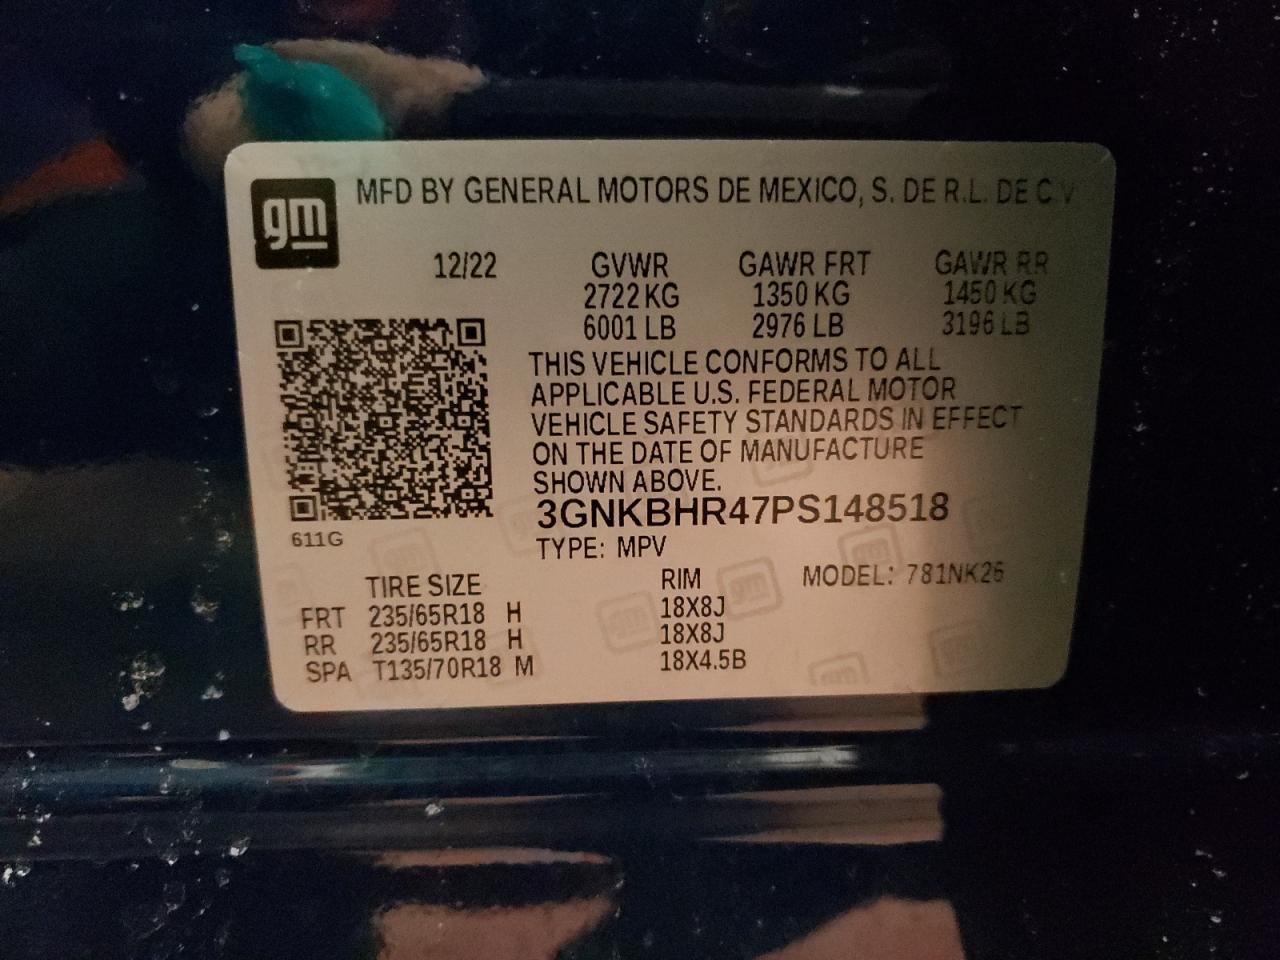 gm
MFD BY GENERAL MOTORS DE MEXICO, S. DE R.L. DE C V
12/22 GVWR GAWR FRT GAWR RR
2722 KG 1350 KG 1450 KG
6001 LB 2976 LB 3196 LB
THIS VEHICLE CONFORMS TO ALL
APPLICABLE U.S. FEDERAL MOTOR
VEHICLE SAFETY STANDARDS IN EFFECT
ON THE DATE OF MANUFACTURE
SHOWN ABOVE.
3GNKBHR47PS148518
611G
TYPE: MPV
TIRE SIZE RIM MODEL: 781NK26
FRT 235/65R18 H 18X8J
RR 235/65R18 H 18X8J
SPA T135/70R18 M 18X4.5B